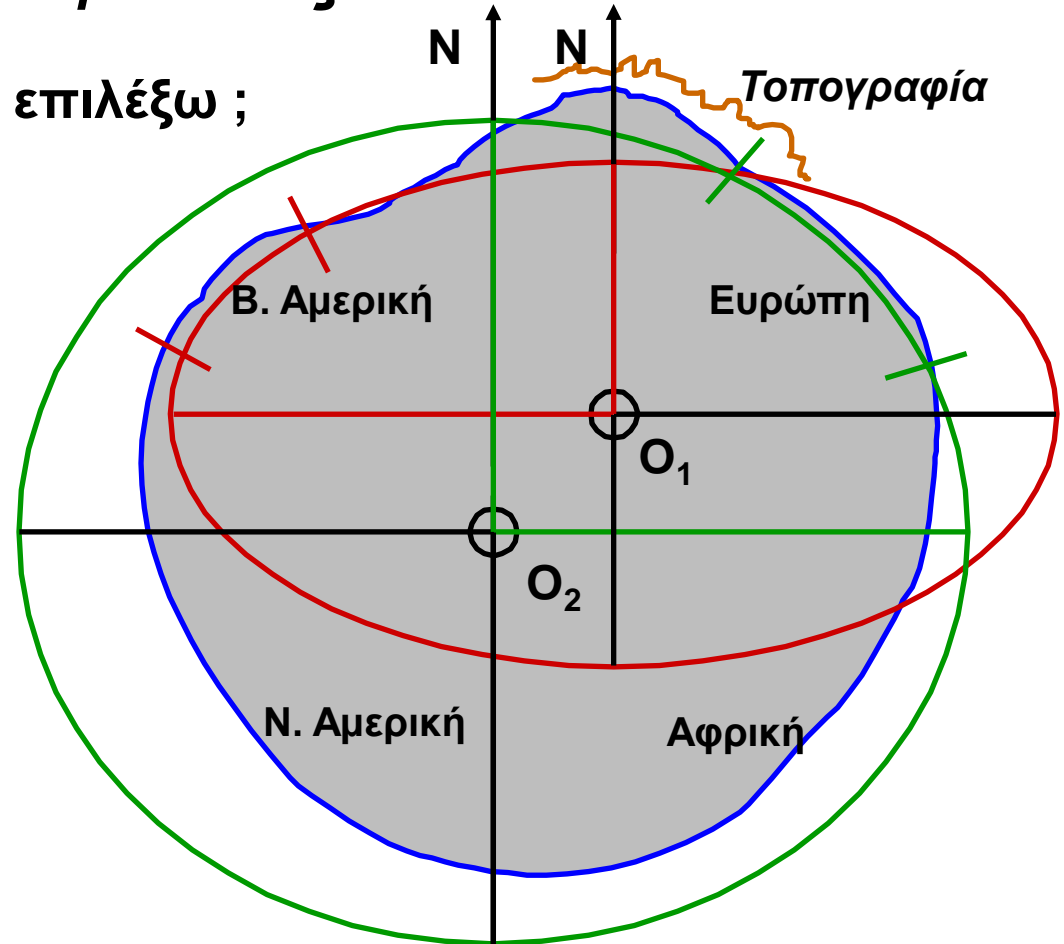 N N
επιλέξω ;
Τοπογραφία
Β. Αμερική
Ευρώπη
O₁
O₂
Ν. Αμερική
Αφρική